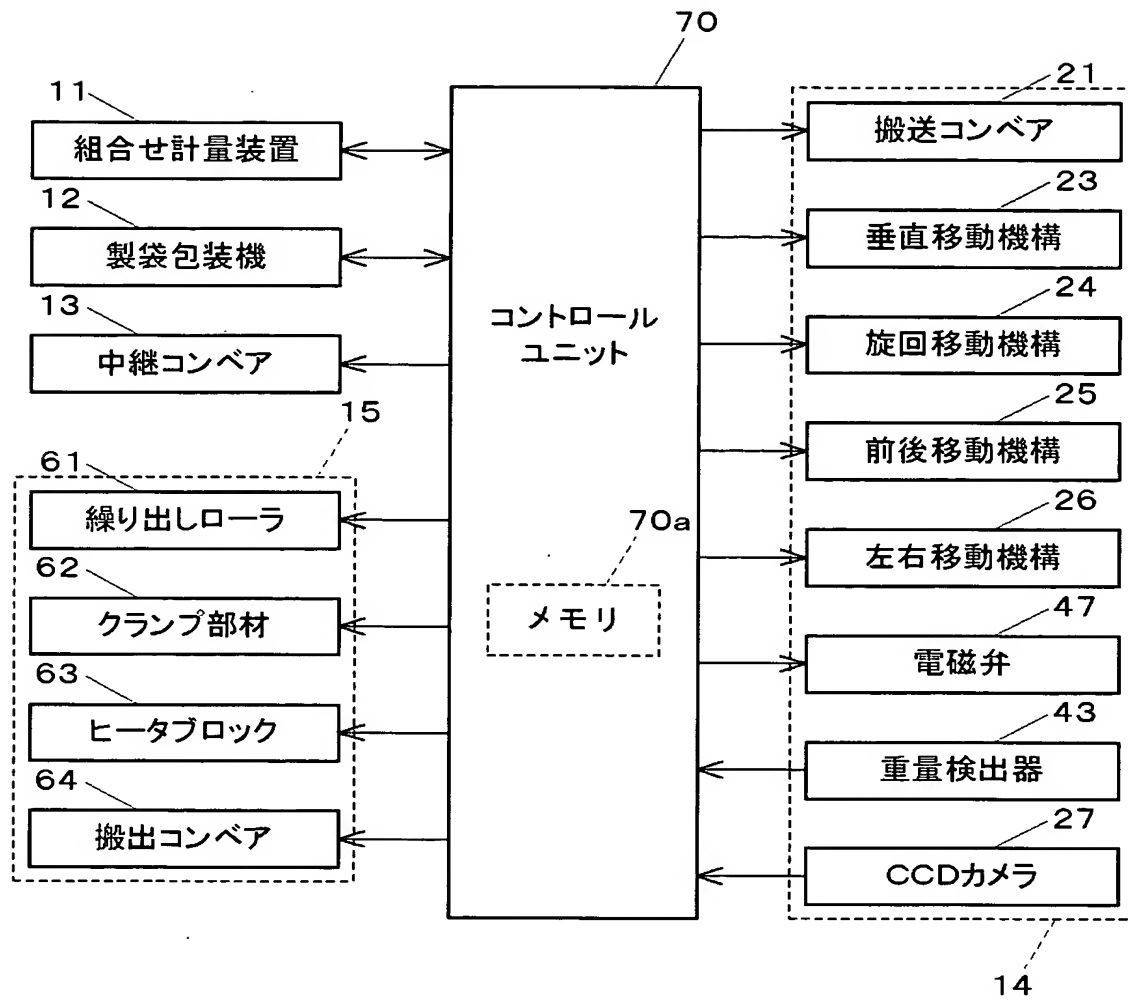 70
11
組合せ計量装置
12
製袋包装機
13
中継コンベア
15
61
繰り出しローラ
62
クランプ部材
63
ヒータブロック
64
搬出コンベア
コントロール
ユニット
70a
メモリ
21
搬送コンベア
23
垂直移動機構
24
旋回移動機構
25
前後移動機構
26
左右移動機構
47
電磁弁
43
重量検出器
27
CCDカメラ
14